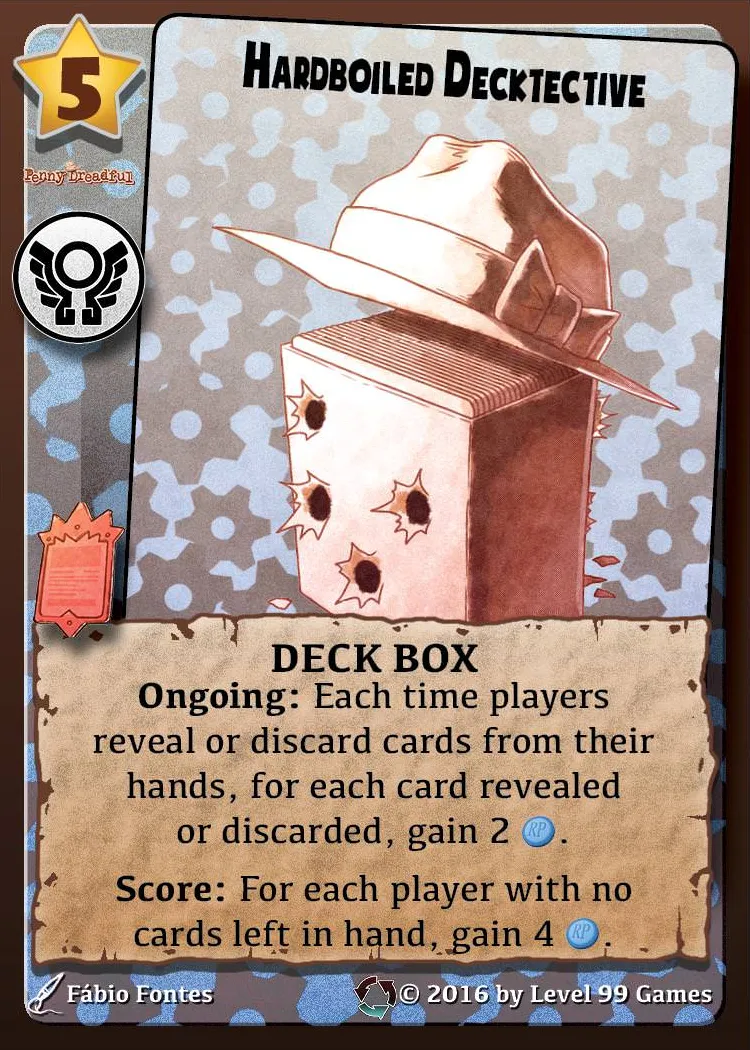 5
Hardboiled Decktective
Penny Dreadful
DECK BOX
Ongoing: Each time players
reveal or discard cards from their
hands, for each card revealed
or discarded, gain 2 RP.
Score: For each player with no
cards left in hand, gain 4 RP.
Fábio Fontes
© 2016 by Level 99 Games